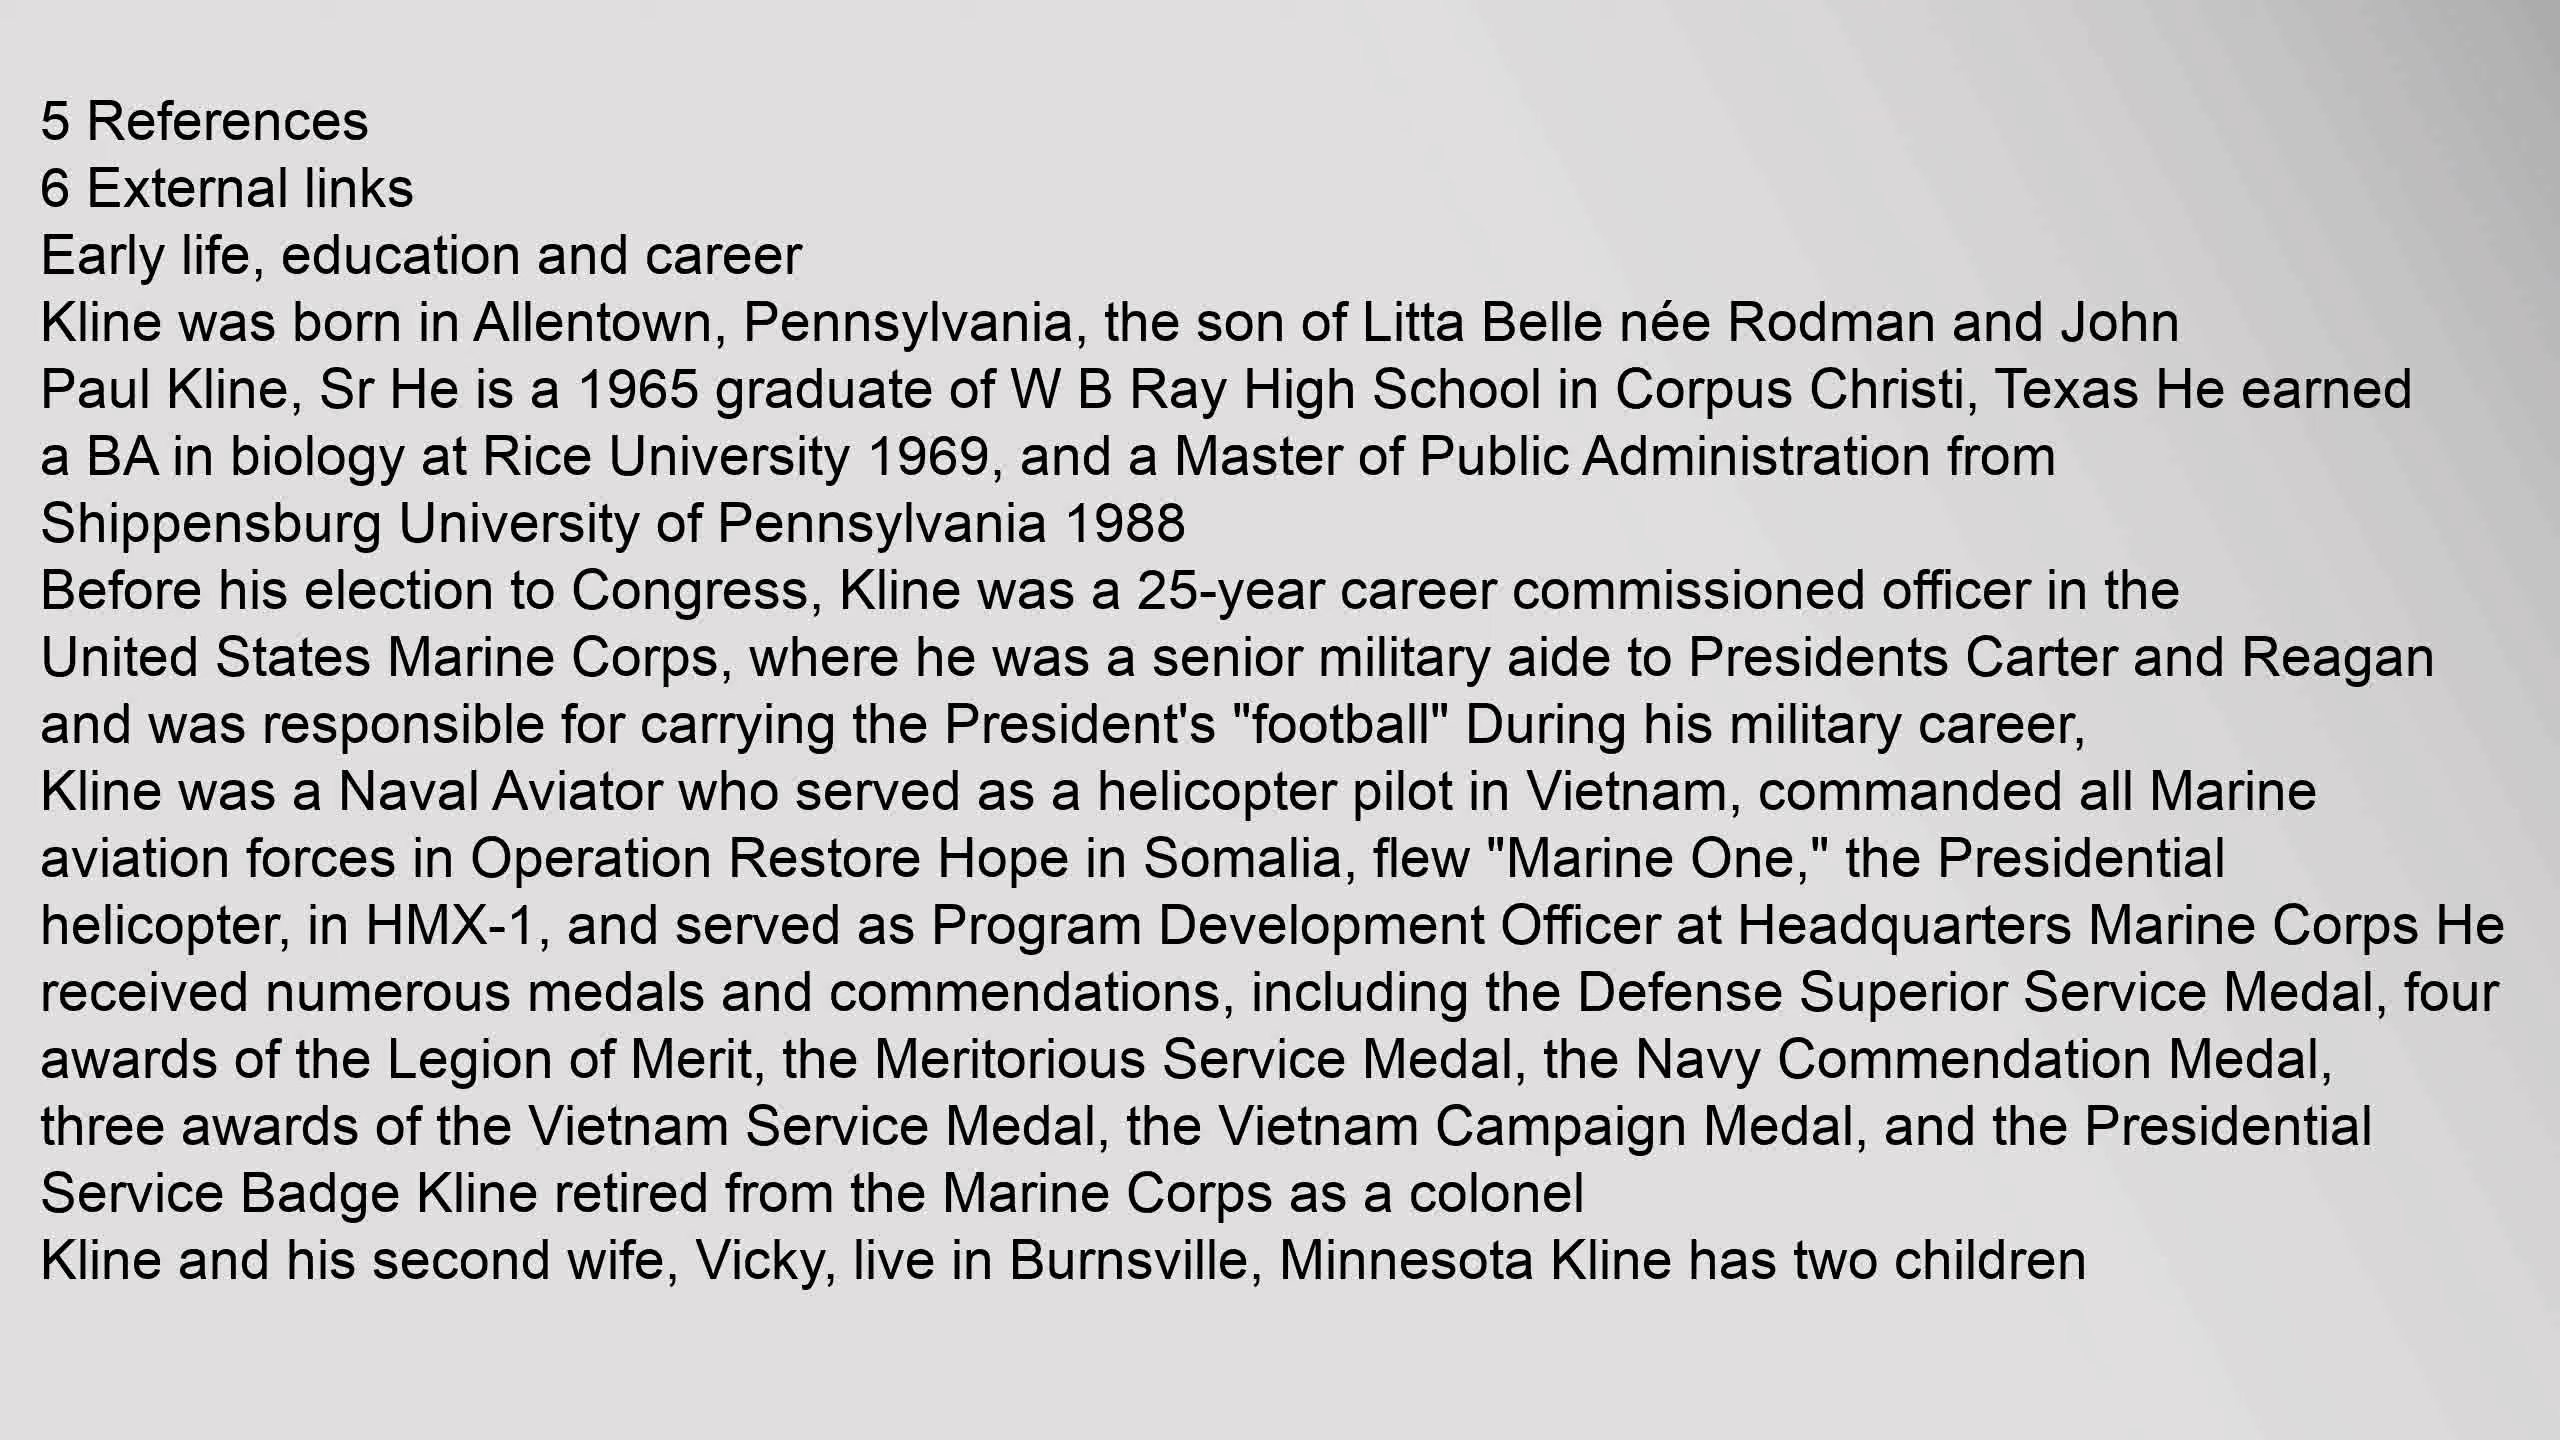 5 References
6 External links
Early life, education and career
Kline was born in Allentown, Pennsylvania, the son of Litta Belle née Rodman and John
Paul Kline, Sr He is a 1965 graduate of W B Ray High School in Corpus Christi, Texas He earned
a BA in biology at Rice University 1969, and a Master of Public Administration from
Shippensburg University of Pennsylvania 1988
Before his election to Congress, Kline was a 25-year career commissioned officer in the
United States Marine Corps, where he was a senior military aide to Presidents Carter and Reagan
and was responsible for carrying the President's "football" During his military career,
Kline was a Naval Aviator who served as a helicopter pilot in Vietnam, commanded all Marine
aviation forces in Operation Restore Hope in Somalia, flew "Marine One," the Presidential
helicopter, in HMX-1, and served as Program Development Officer at Headquarters Marine Corps He
received numerous medals and commendations, including the Defense Superior Service Medal, four
awards of the Legion of Merit, the Meritorious Service Medal, the Navy Commendation Medal,
three awards of the Vietnam Service Medal, the Vietnam Campaign Medal, and the Presidential
Service Badge Kline retired from the Marine Corps as a colonel
Kline and his second wife, Vicky, live in Burnsville, Minnesota Kline has two children